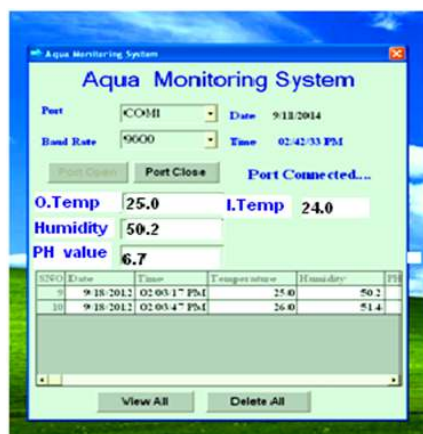 Aqua Monitoring System
Aqua Monitoring System
Port COM1 Date 9/18/2014
Baud Rate 9600 Time 02/42/33 PM
Port Open Port Close Port Connected....
O.Temp 25.0 I.Temp 24.0
Humidity 50.2
PH value 6.7
SNO Date Time Temperature Humidity PH
9 9/18/2012 02:03:17 PM 25.0 50.2
10 9/18/2012 02:03:47 PM 26.0 51.4
View All Delete All